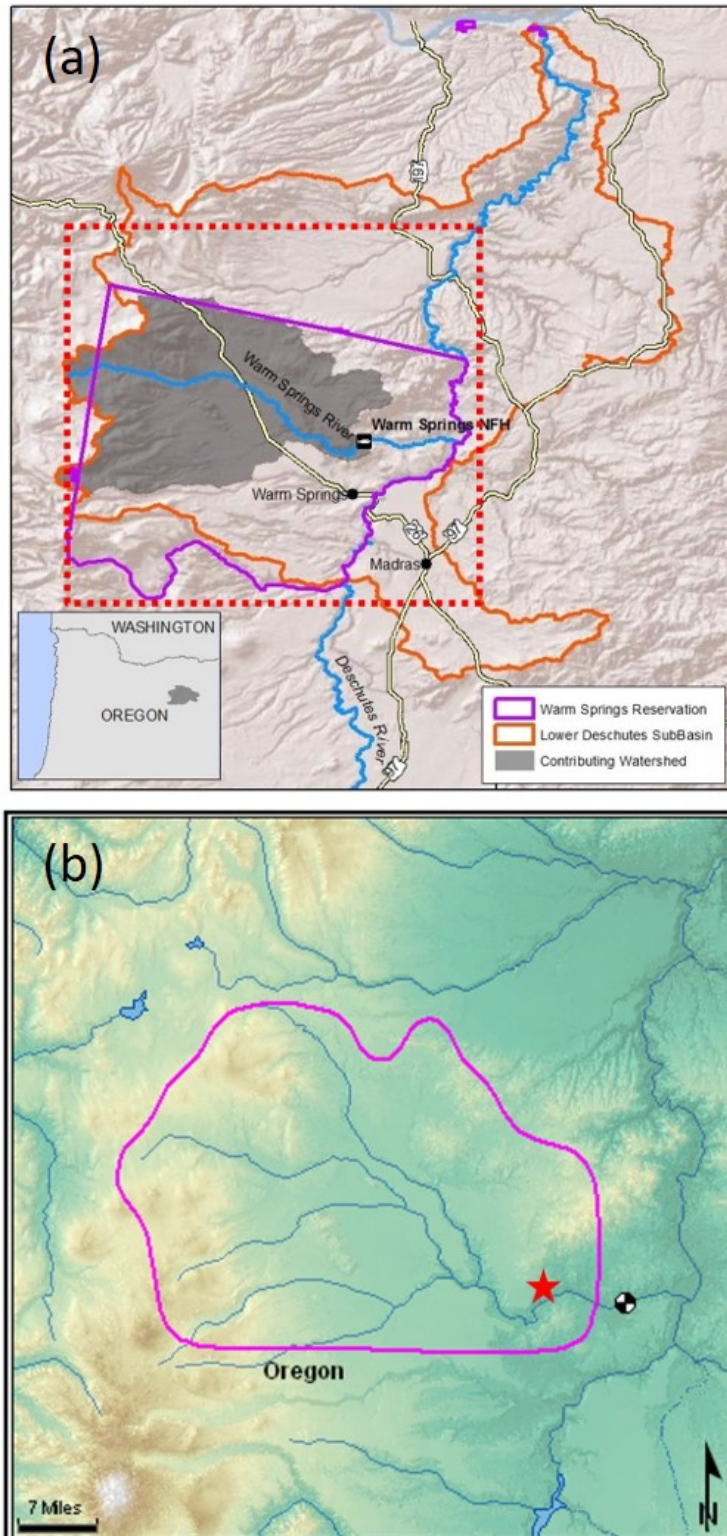 (a)
197
Warm Springs River
Warm Springs NFH
Warm Springs
26
97
Madras
Deschutes River
97
WASHINGTON
OREGON
Warm Springs Reservation
Lower Deschutes SubBasin
Contributing Watershed
(b)
Oregon
7 Miles
N